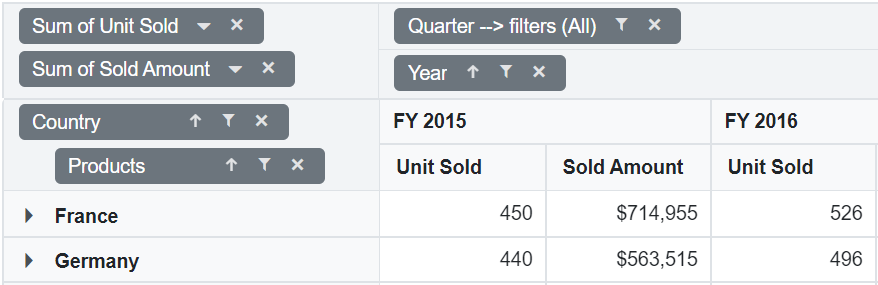 Sum of Unit Sold
Quarter --> filters (All)
Sum of Sold Amount
Year
Country
FY 2015 FY 2016
Products
Unit Sold Sold Amount Unit Sold
France 450 $714,955 526
Germany 440 $563,515 496